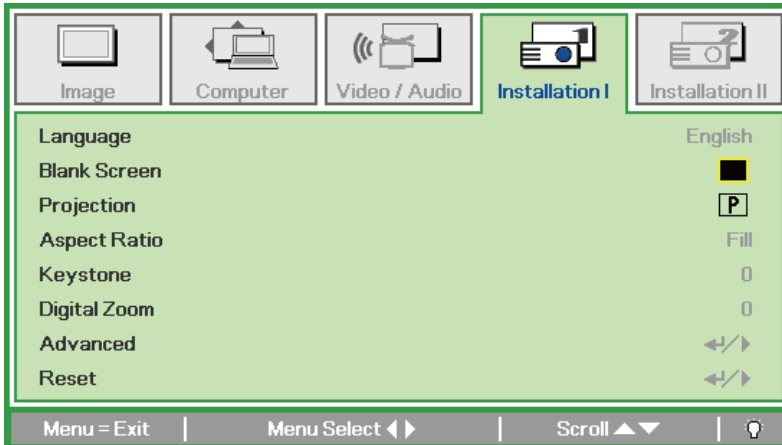 Image
Computer
Video / Audio
Installation I
2
Installation II
Language English
Blank Screen
Projection P
Aspect Ratio Fill
Keystone 0
Digital Zoom 0
Advanced
Reset
Menu = Exit | Menu Select | Scroll |